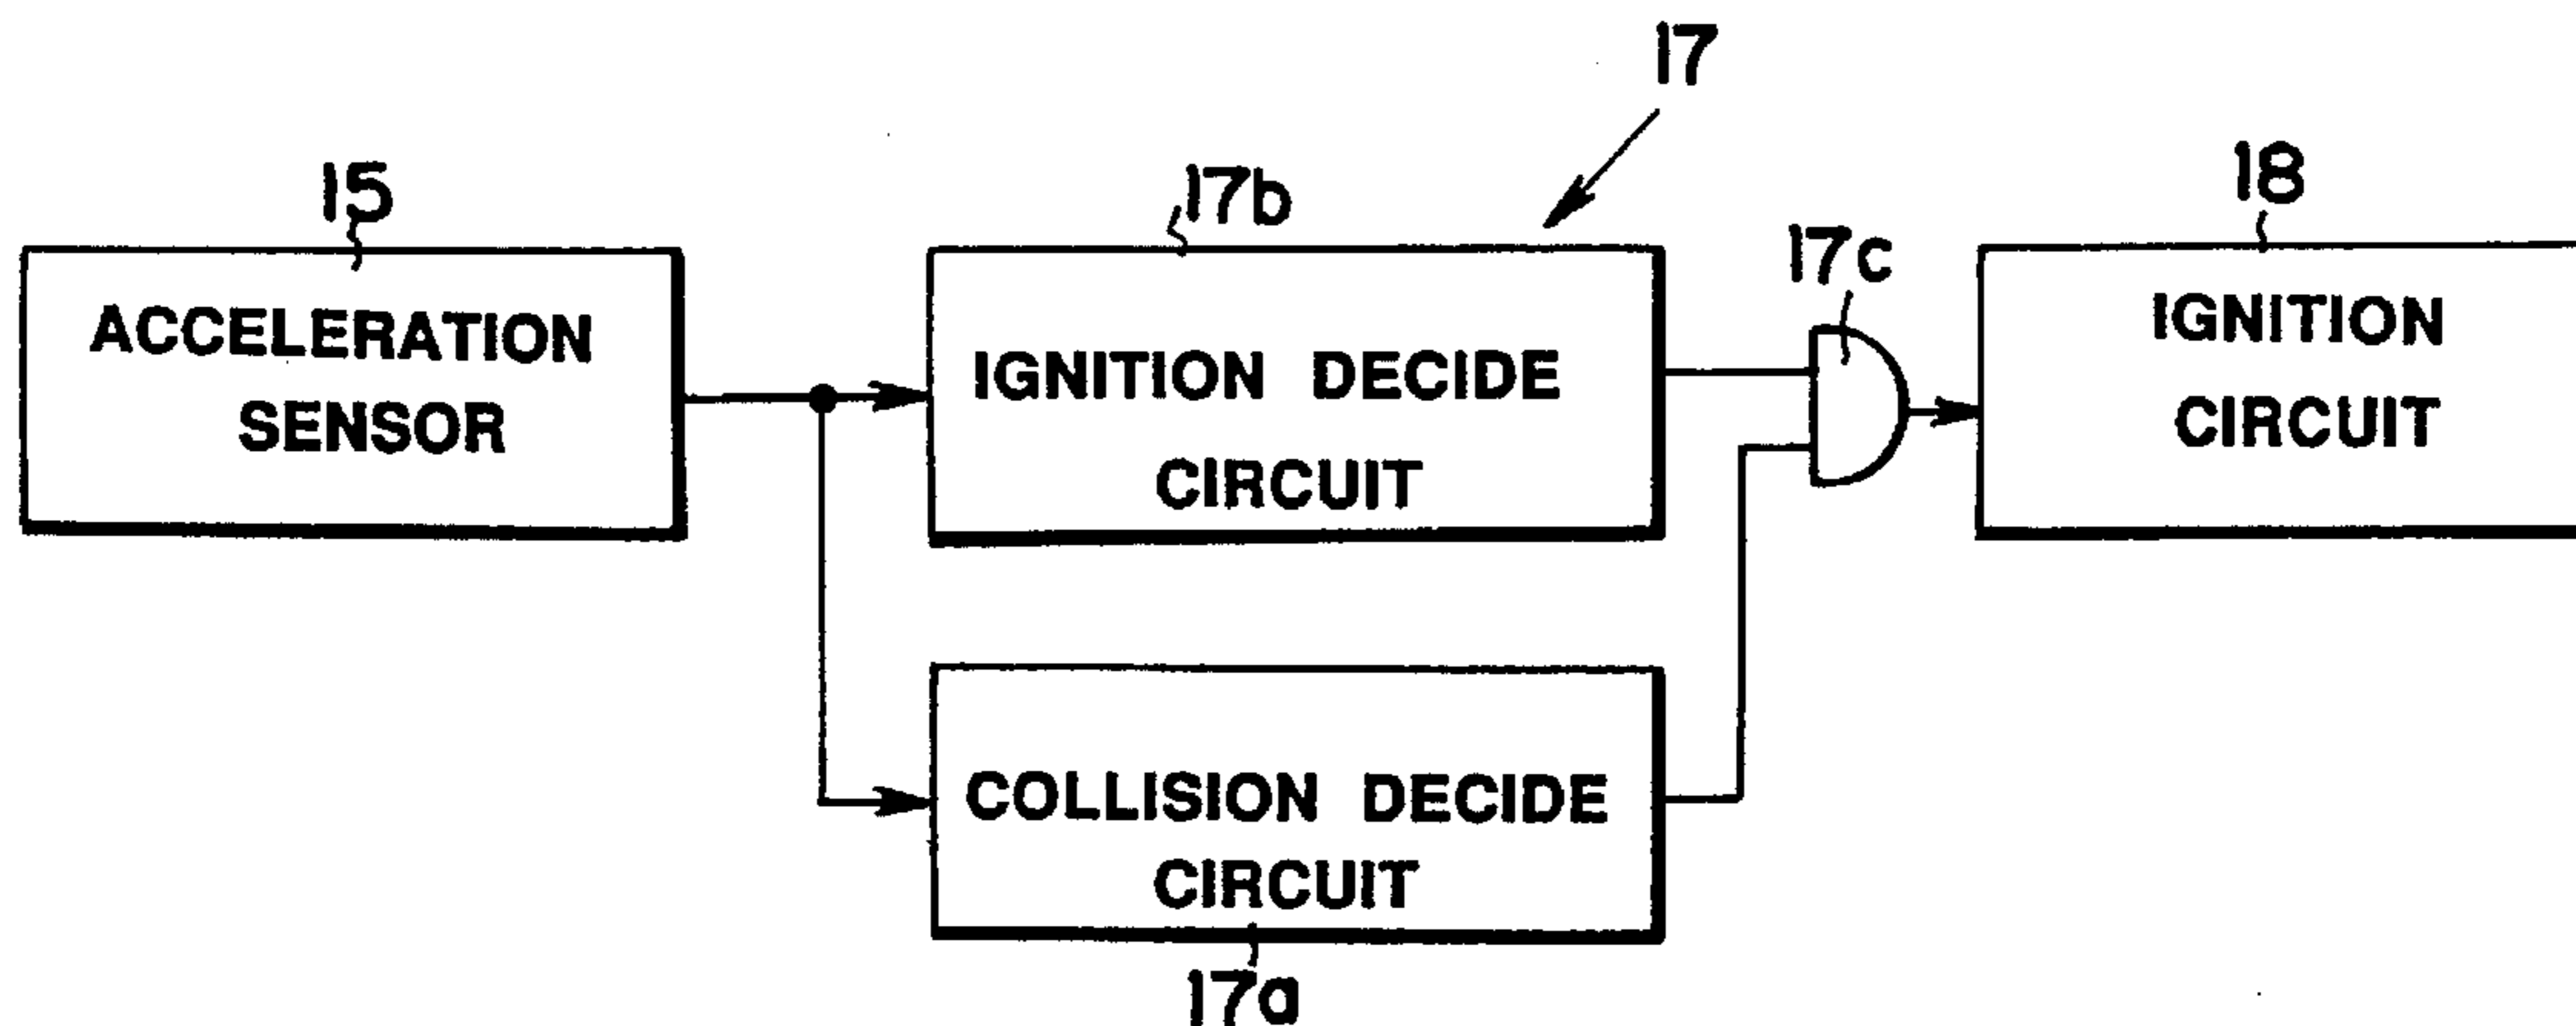 17
15
17b
17c
18
ACCELERATION
SENSOR
IGNITION DECIDE
CIRCUIT
IGNITION
CIRCUIT
COLLISION DECIDE
CIRCUIT
17a